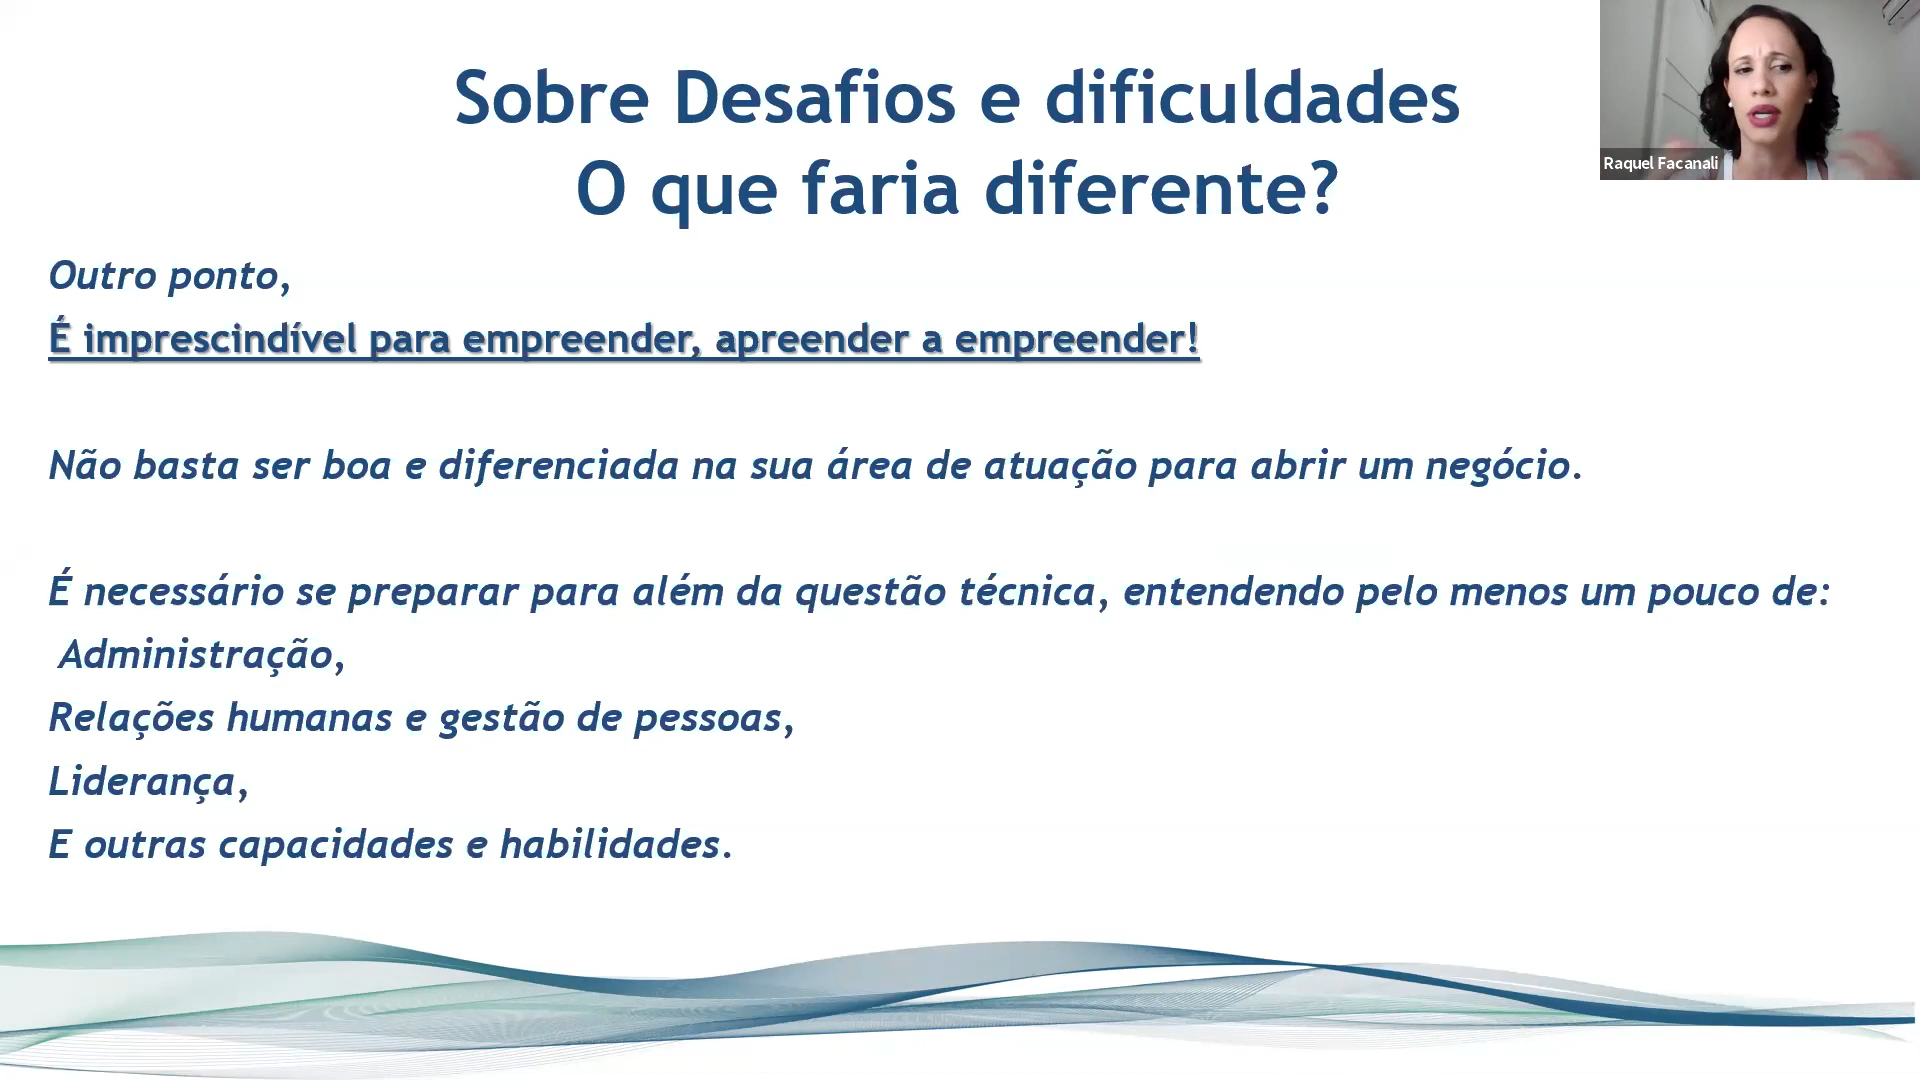 Sobre Desafios e dificuldades
O que faria diferente?
Raquel Facanali
Outro ponto,
É imprescindível para empreender, apreender a empreender!
Não basta ser boa e diferenciada na sua área de atuação para abrir um negócio.
É necessário se preparar para além da questão técnica, entendendo pelo menos um pouco de:
Administração,
Relações humanas e gestão de pessoas,
Liderança,
E outras capacidades e habilidades.